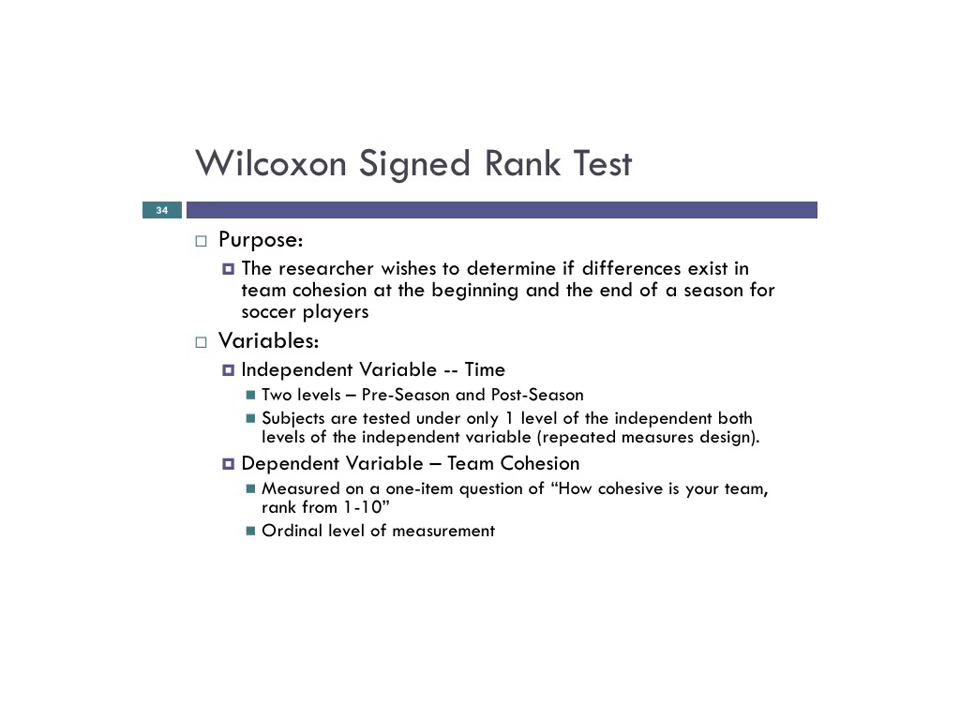 Wilcoxon Signed Rank Test
34
Purpose:
The researcher wishes to determine if differences exist in
team cohesion at the beginning and the end of a season for
soccer players
Variables:
Independent Variable -- Time
Two levels – Pre-Season and Post-Season
Subjects are tested under only 1 level of the independent both
levels of the independent variable (repeated measures design).
Dependent Variable – Team Cohesion
Measured on a one-item question of “How cohesive is your team,
rank from 1-10”
Ordinal level of measurement